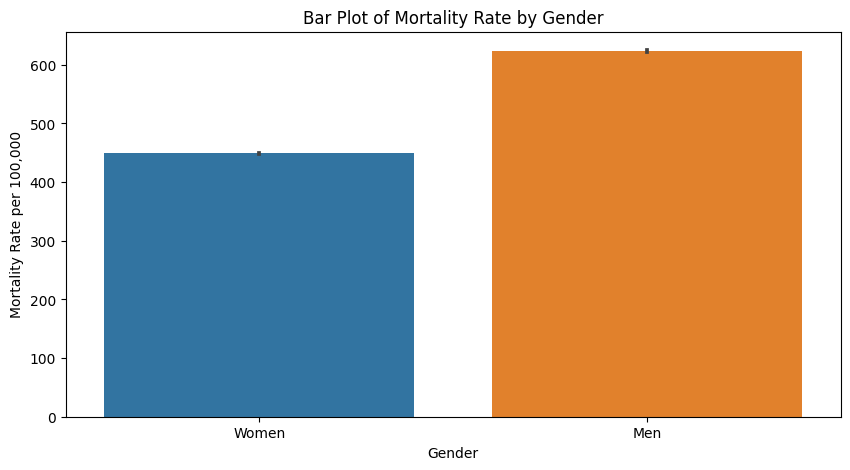 Bar Plot of Mortality Rate by Gender
Mortality Rate per 100,000
600
500
400
300
200
100
0
Women
Men
Gender